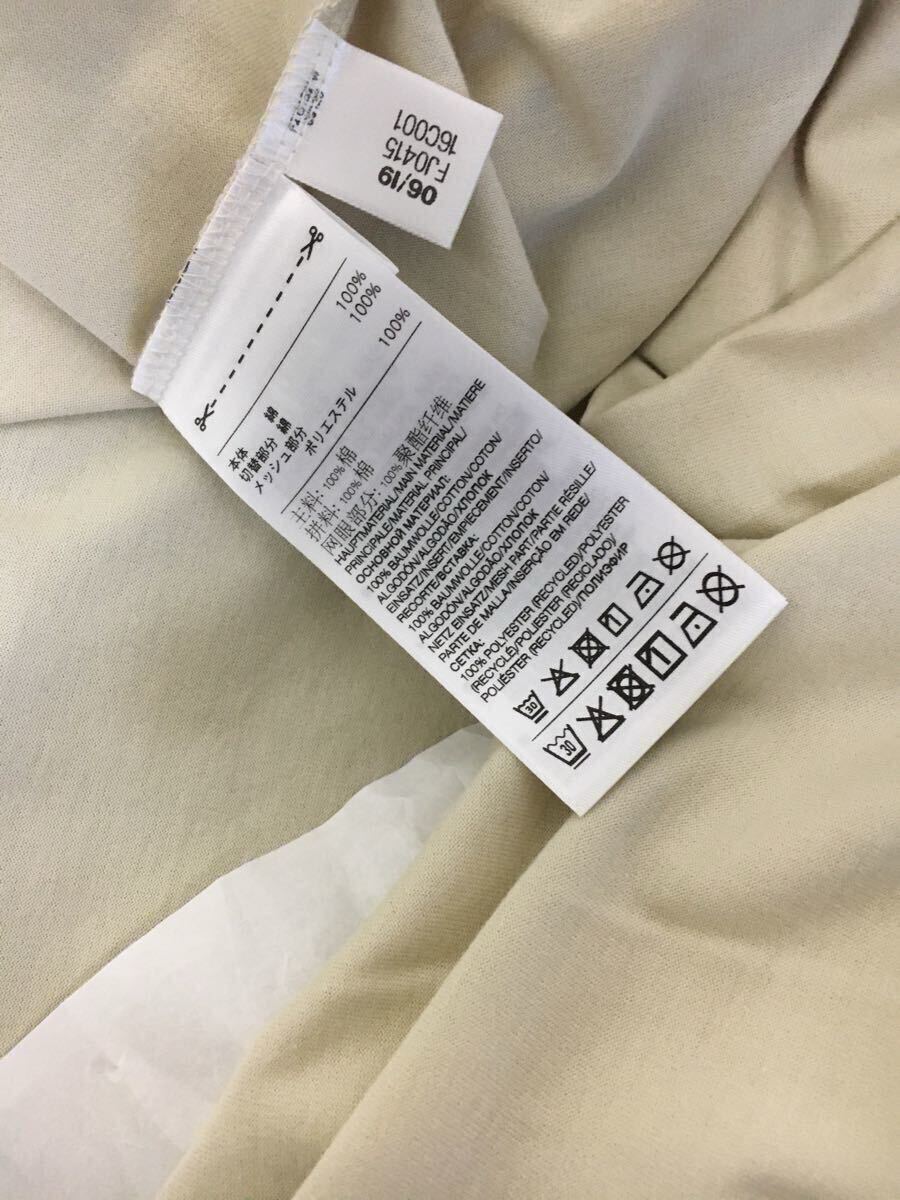 06/19
FJ0415
16C001
本体 綿 100%
切替部分 綿 100%
メッシュ部分
ポリエステル 100%
主料: 100% 棉
拼料: 100% 棉
网眼部分: 100% 聚酯纤维
HAUPTMATERIAL/MAIN MATERIAL/MATIERE
PRINCIPALE/MATERIAL PRINCIPAL/
ОСНОВНОЙ МАТЕРИАЛ:
100% BAUMWOLLE/COTTON/COTON/
ALGODÓN/ALGODÃO/ХЛОПОК
EINSATZ/INSERT/EMPIECEMENT/INSERTO/
RECORTE/ВСТАВКА:
100% BAUMWOLLE/COTTON/COTON/
ALGODÓN/ALGODÃO/ХЛОПОК
NETZ EINSATZ/MESH PART/PARTIE RÉSILLE/
PARTE DE MALLA/INSERÇÃO EM REDE/
СЕТКА:
100% POLYESTER (RECYCLED)/POLYESTER
(RECYCLÉ)/POLIÉSTER (RECICLADO)/
POLIÉSTER (RECYCLED)/ПОЛИЭФИР
30
30